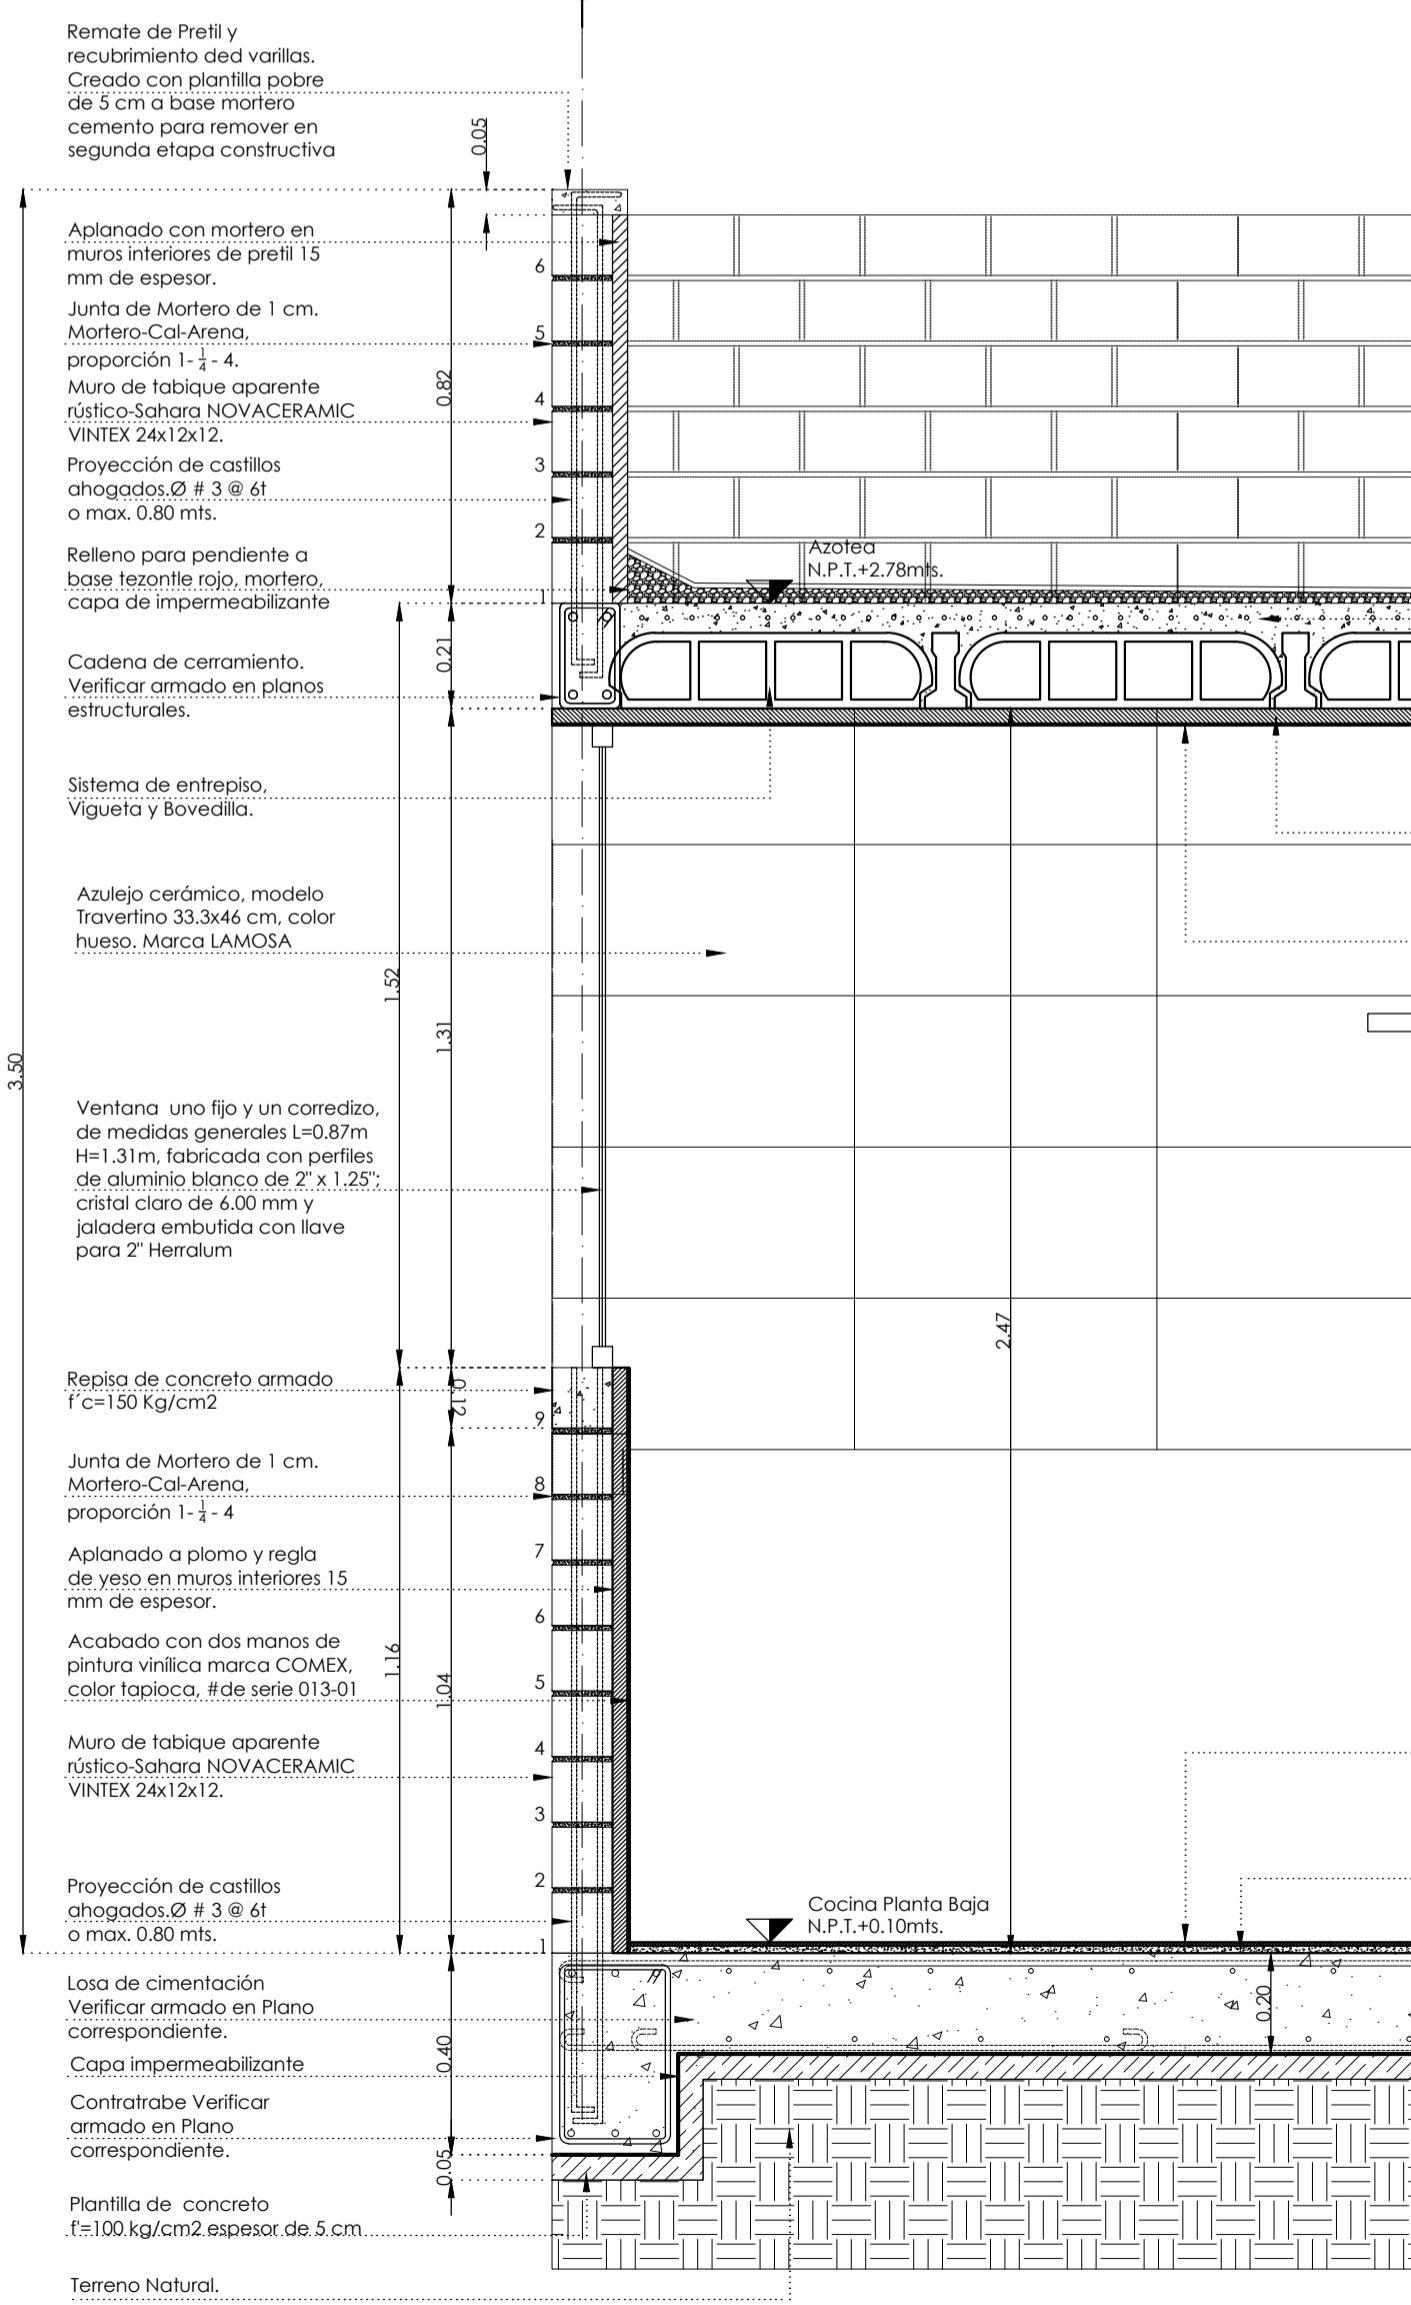 Remate de Pretil y
recubrimiento ded varillas.
Creado con plantilla pobre
de 5 cm a base mortero
cemento para remover en
segunda etapa constructiva
0.05
Aplanado con mortero en
muros interiores de pretil 15
mm de espesor.
6
Junta de Mortero de 1 cm.
Mortero-Cal-Arena,
proporción 1- 1/4 - 4.
5
Muro de tabique aparente
rústico-Sahara NOVACERAMIC
VINTEX 24x12x12.
0.82
4
Proyección de castillos
ahogados.Ø # 3 @ 6t
o max. 0.80 mts.
3
2
Relleno para pendiente a
base tezontle rojo, mortero,
capa de impermeabilizante
1
Azotea
N.P.T.+2.78mts.
Cadena de cerramiento.
Verificar armado en planos
estructurales.
0.21
Sistema de entrepiso,
Vigueta y Bovedilla.
Azulejo cerámico, modelo
Travertino 33.3x46 cm, color
hueso. Marca LAMOSA
1.52
1.31
3.50
Ventana uno fijo y un corredizo,
de medidas generales L=0.87m
H=1.31m, fabricada con perfiles
de aluminio blanco de 2" x 1.25";
cristal claro de 6.00 mm y
jaladera embutida con llave
para 2" Herralum
2.47
Repisa de concreto armado
f´c=150 Kg/cm2
0.12
9
Junta de Mortero de 1 cm.
Mortero-Cal-Arena,
proporción 1- 1/4 - 4
8
Aplanado a plomo y regla
de yeso en muros interiores 15
mm de espesor.
7
6
Acabado con dos manos de
pintura vinílica marca COMEX,
color tapioca, #de serie 013-01
1.16
1.04
5
Muro de tabique aparente
rústico-Sahara NOVACERAMIC
VINTEX 24x12x12.
4
3
Proyección de castillos
ahogados.Ø # 3 @ 6t
o max. 0.80 mts.
2
1
Cocina Planta Baja
N.P.T.+0.10mts.
Losa de cimentación
Verificar armado en Plano
correspondiente.
0.20
0.40
Capa impermeabilizante
Contratrabe Verificar
armado en Plano
correspondiente.
0.05
Plantilla de concreto
f'=100 kg/cm2 espesor de 5 cm
Terreno Natural.